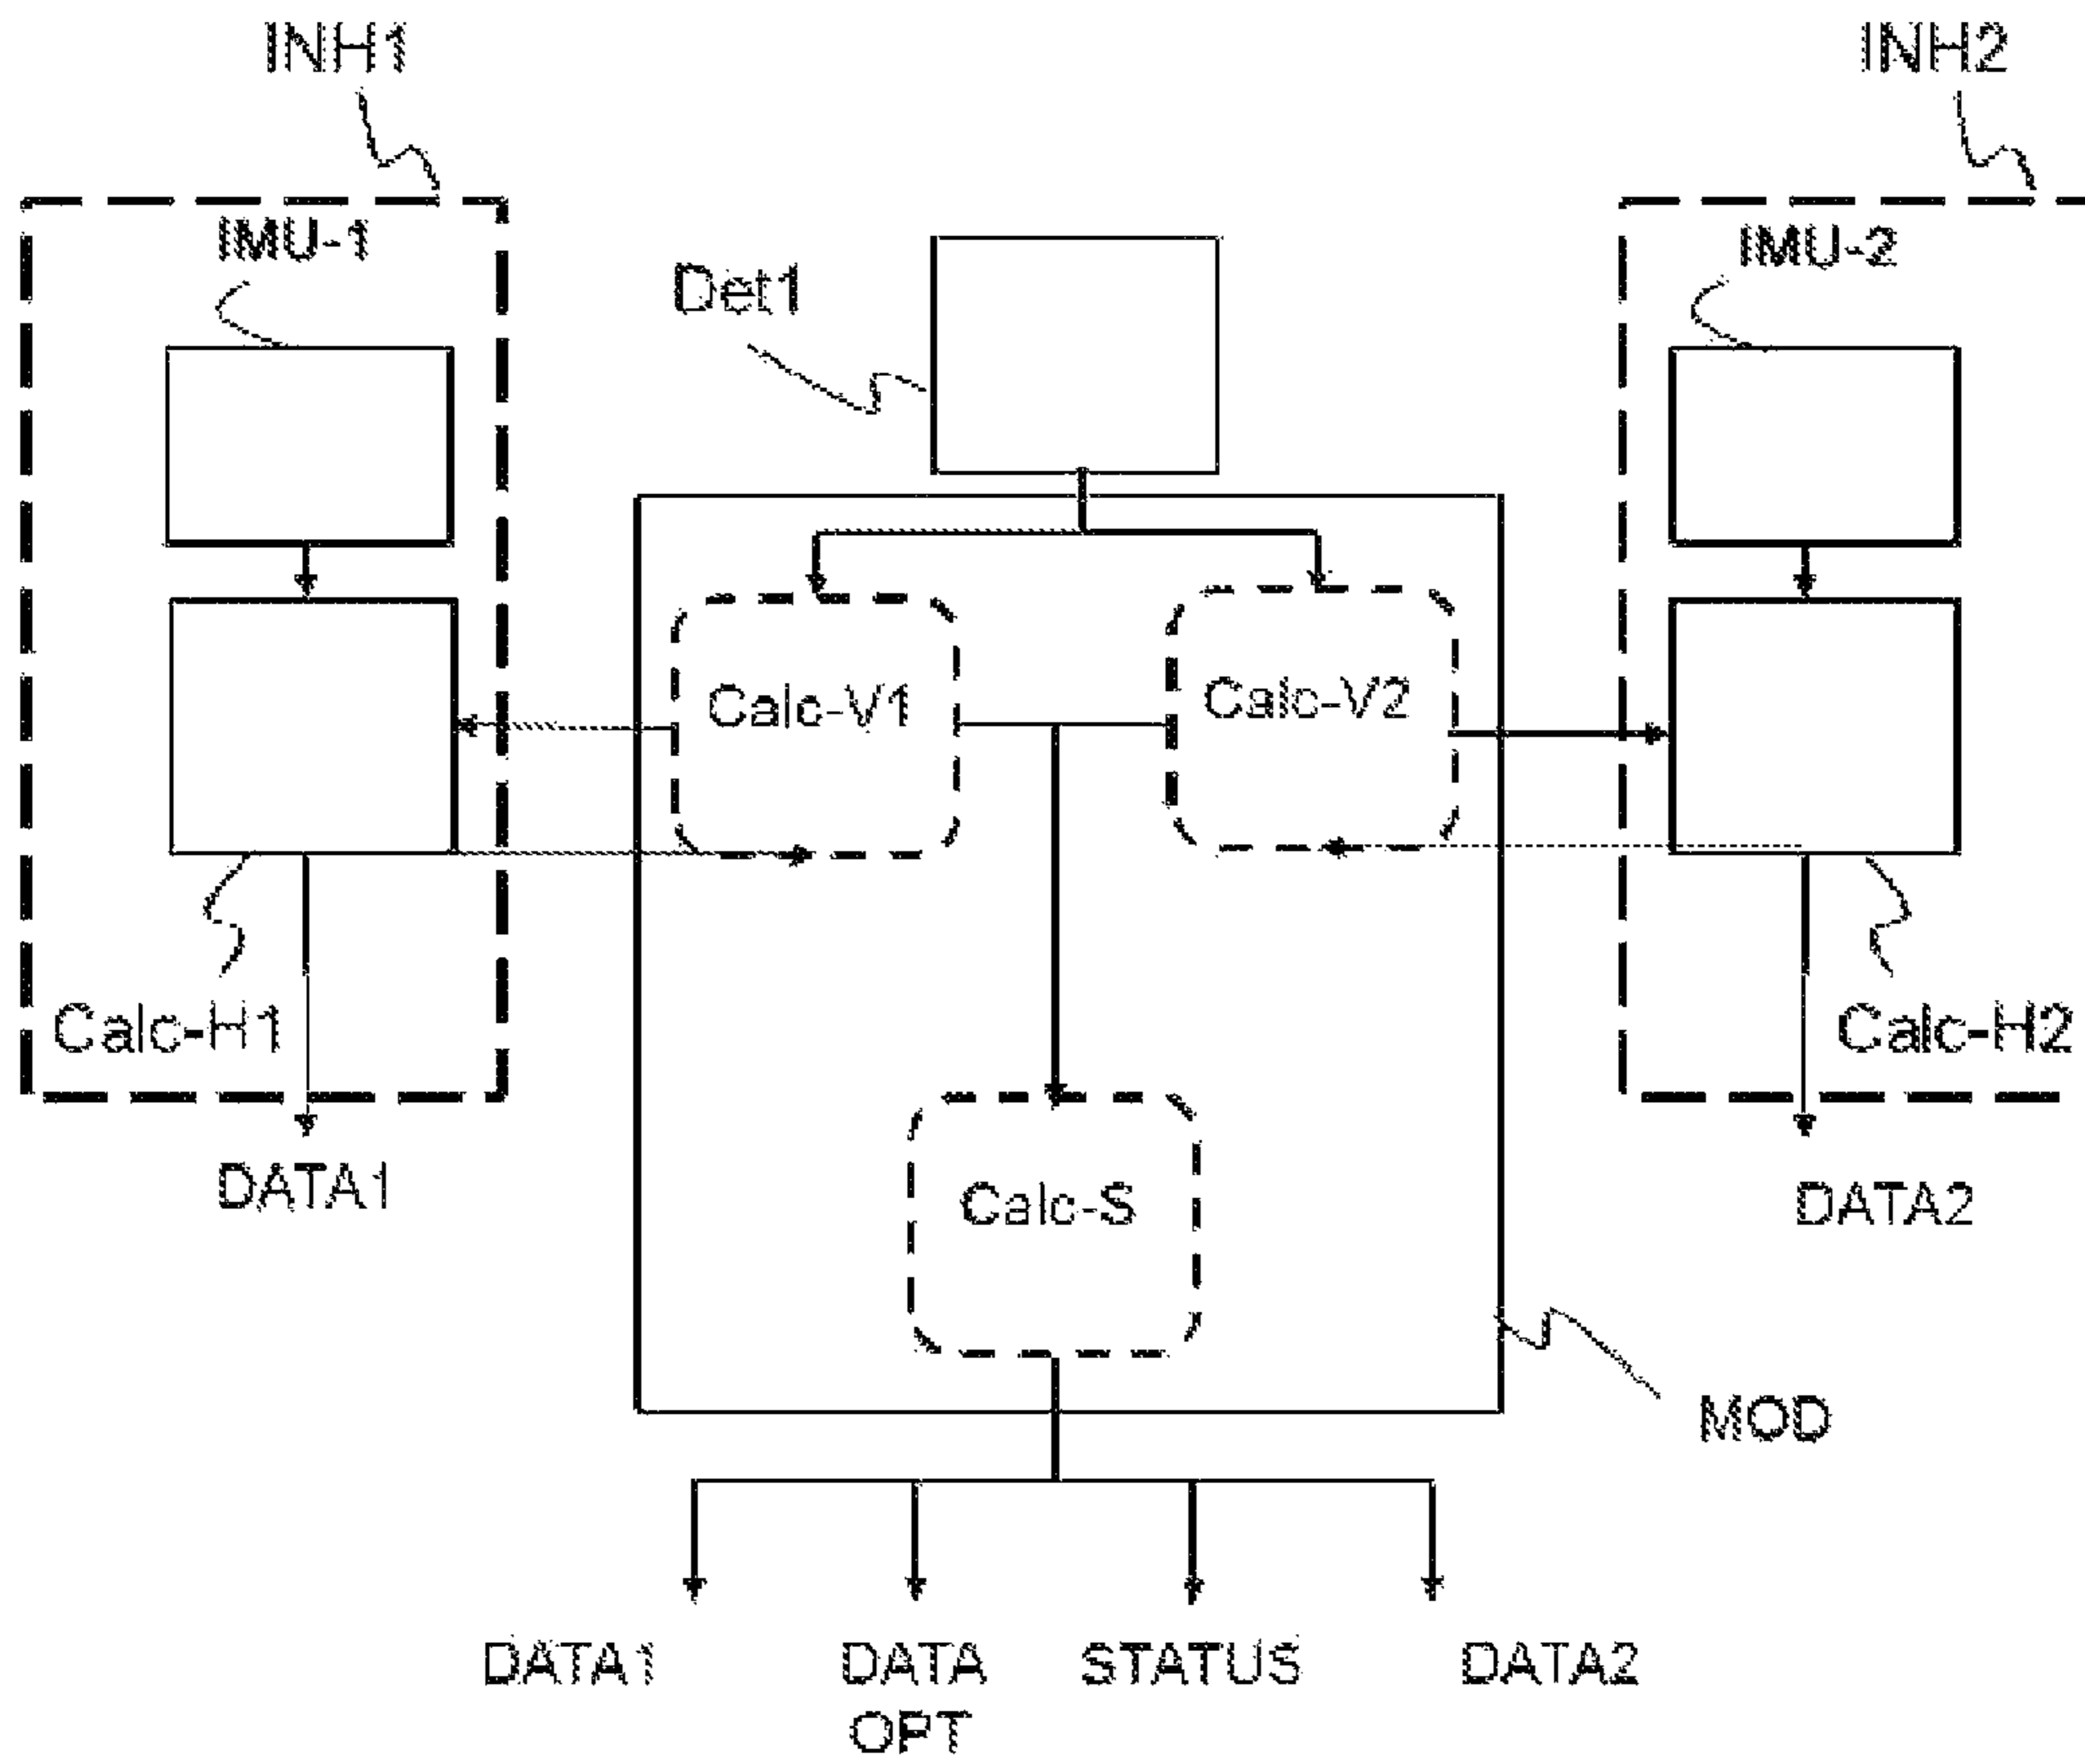 INH1
INH2
IMU-1
IMU-2
Det1
Calc-V1
Calc-V2
Calc-H1
Calc-H2
DATA1
Calc-S
DATA2
MOD
DATA1
DATA
OPT
STATUS
DATA2